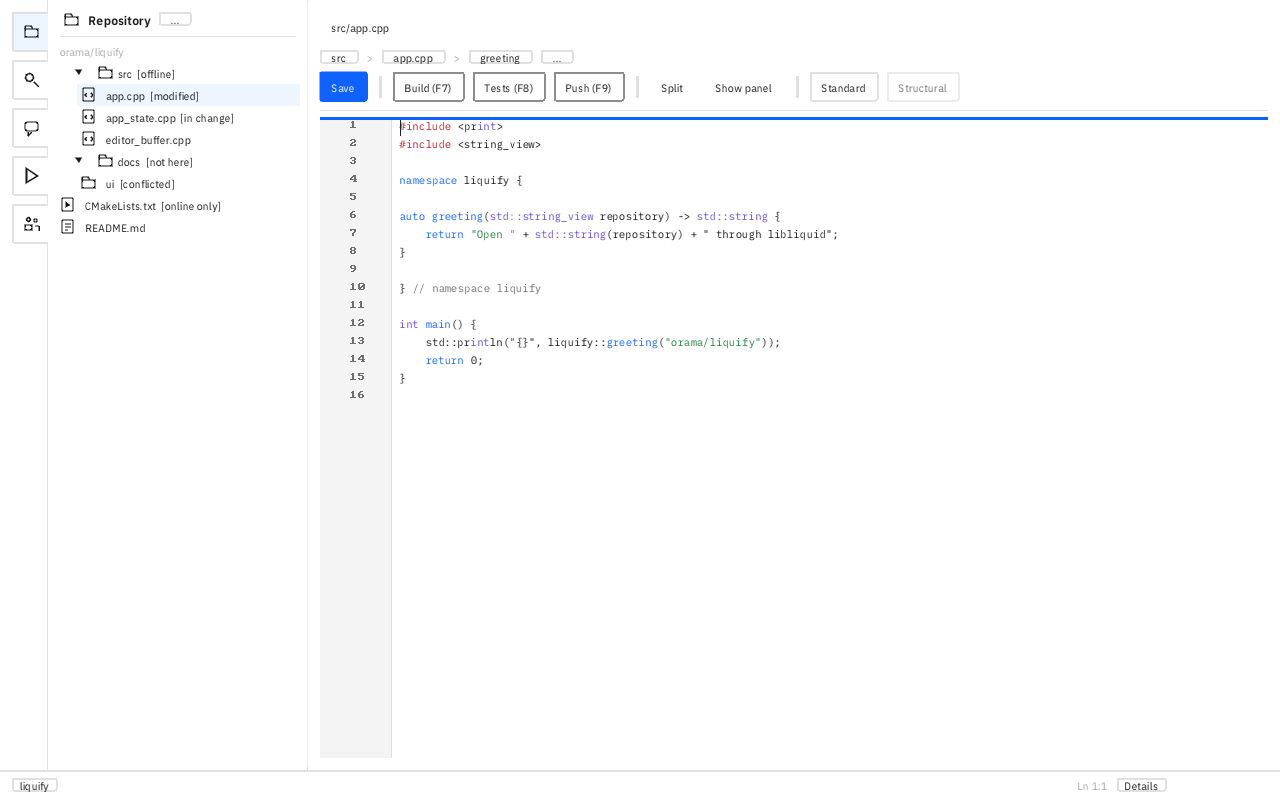 Repository ...
orama/liquify
src [offline]
app.cpp [modified]
app_state.cpp [in change]
editor_buffer.cpp
docs [not here]
ui [conflicted]
CMakeLists.txt [online only]
README.md
src/app.cpp
src > app.cpp > greeting ...
Save Build (F7) Tests (F8) Push (F9) Split Show panel Standard Structural
1 #include <print>
2 #include <string_view>
3
4 namespace liquify {
5
6 auto greeting(std::string_view repository) -> std::string {
7     return "Open " + std::string(repository) + " through libliquid";
8 }
9
10 } // namespace liquify
11
12 int main() {
13     std::println("{}", liquify::greeting("orama/liquify"));
14     return 0;
15 }
16
liquify Ln 1:1 Details